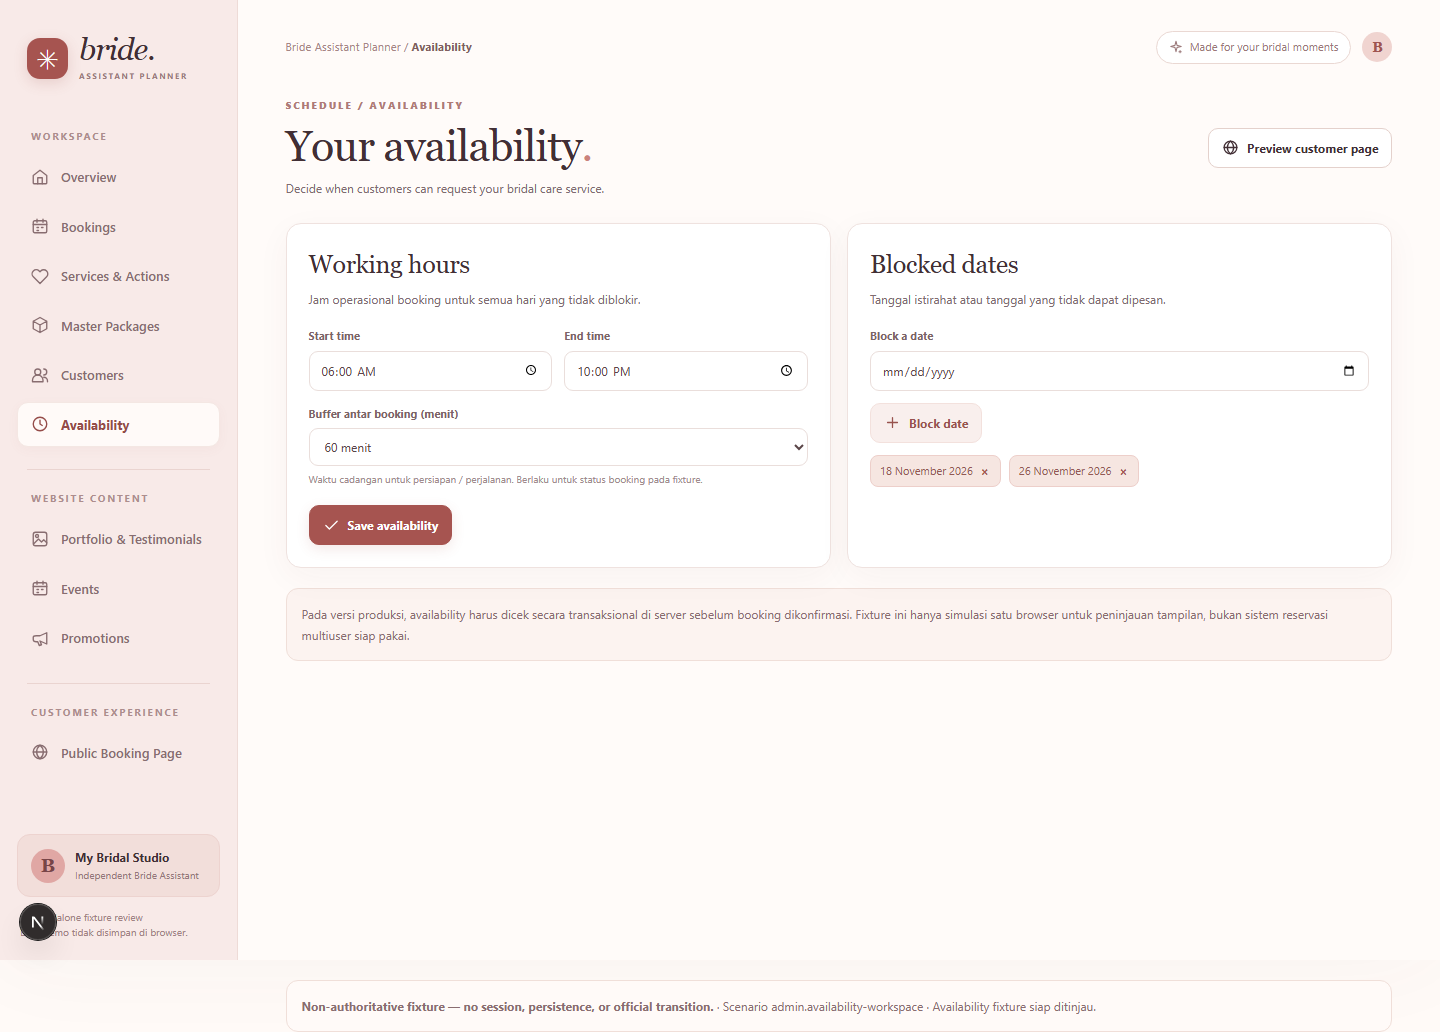 bride.
ASSISTANT PLANNER
WORKSPACE
Overview
Bookings
Services & Actions
Master Packages
Customers
Availability
WEBSITE CONTENT
Portfolio & Testimonials
Events
Promotions
CUSTOMER EXPERIENCE
Public Booking Page
B
My Bridal Studio
Independent Bride Assistant
N
alone fixture review
emo tidak disimpan di browser.
Bride Assistant Planner / Availability
Made for your bridal moments
B
SCHEDULE / AVAILABILITY
Your availability.
Decide when customers can request your bridal care service.
Preview customer page
Working hours
Jam operasional booking untuk semua hari yang tidak diblokir.
Start time
End time
06:00 AM
10:00 PM
Buffer antar booking (menit)
60 menit
Waktu cadangan untuk persiapan / perjalanan. Berlaku untuk status booking pada fixture.
Save availability
Blocked dates
Tanggal istirahat atau tanggal yang tidak dapat dipesan.
Block a date
mm/dd/yyyy
Block date
18 November 2026 ×
26 November 2026 ×
Pada versi produksi, availability harus dicek secara transaksional di server sebelum booking dikonfirmasi. Fixture ini hanya simulasi satu browser untuk peninjauan tampilan, bukan sistem reservasi
multiuser siap pakai.
Non-authoritative fixture — no session, persistence, or official transition. · Scenario admin.availability-workspace · Availability fixture siap ditinjau.